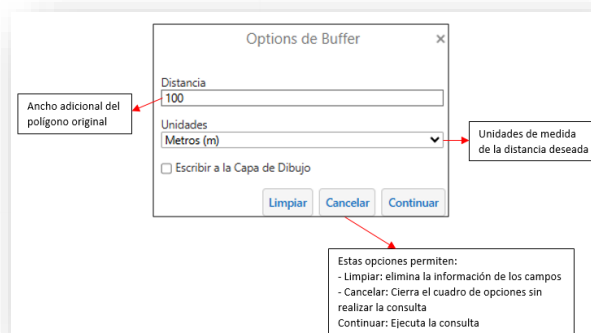 Options de Buffer ×
Distancia
100
Ancho adicional del
polígono original
Unidades
Metros (m)
Unidades de medida
de la distancia deseada
Escribir a la Capa de Dibujo
Limpiar Cancelar Continuar
Estas opciones permiten:
- Limpiar: elimina la información de los campos
- Cancelar: Cierra el cuadro de opciones sin
realizar la consulta
Continuar: Ejecuta la consulta